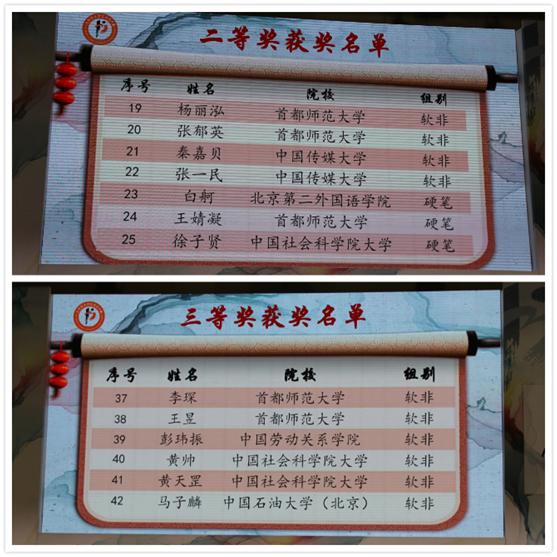 二等奖获奖名单
序号 姓名 院校 组别
19 杨丽泓 首都师范大学 软非
20 张郁英 首都师范大学 软非
21 秦嘉贝 中国传媒大学 软非
22 张一民 中国传媒大学 软非
23 白舸 北京第二外国语学院 硬笔
24 王婧凝 首都师范大学 硬笔
25 徐子贤 中国社会科学院大学 硬笔
三等奖获奖名单
序号 姓名 院校 组别
37 李琛 首都师范大学 软非
38 王昱 首都师范大学 软非
39 彭玮振 中国劳动关系学院 软非
40 黄帅 中国社会科学院大学 软非
41 黄天罡 中国社会科学院大学 软非
42 马子麟 中国石油大学（北京） 软非